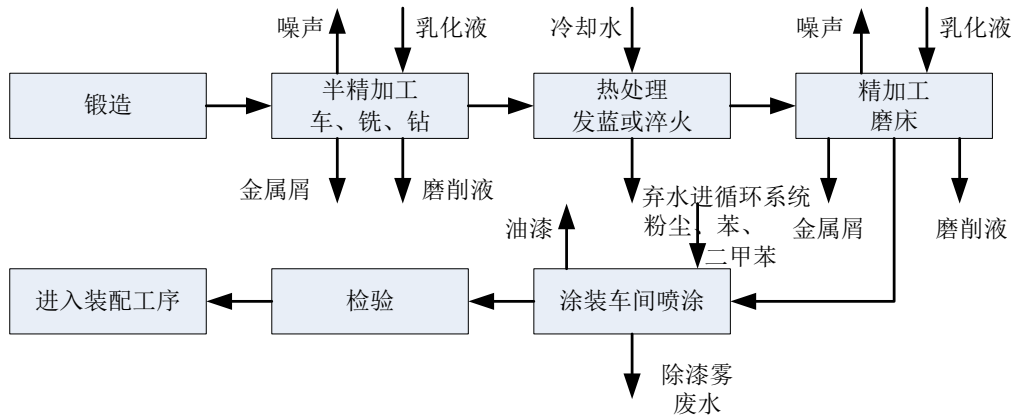 噪声
乳化液
冷却水
噪声
乳化液
锻造
半精加工
车、铣、钻
热处理
发蓝或淬火
精加工
磨床
金属屑
磨削液
弃水进循环系统
金属屑
磨削液
油漆
粉尘、苯、
二甲苯
进入装配工序
检验
涂装车间喷涂
除漆雾
废水